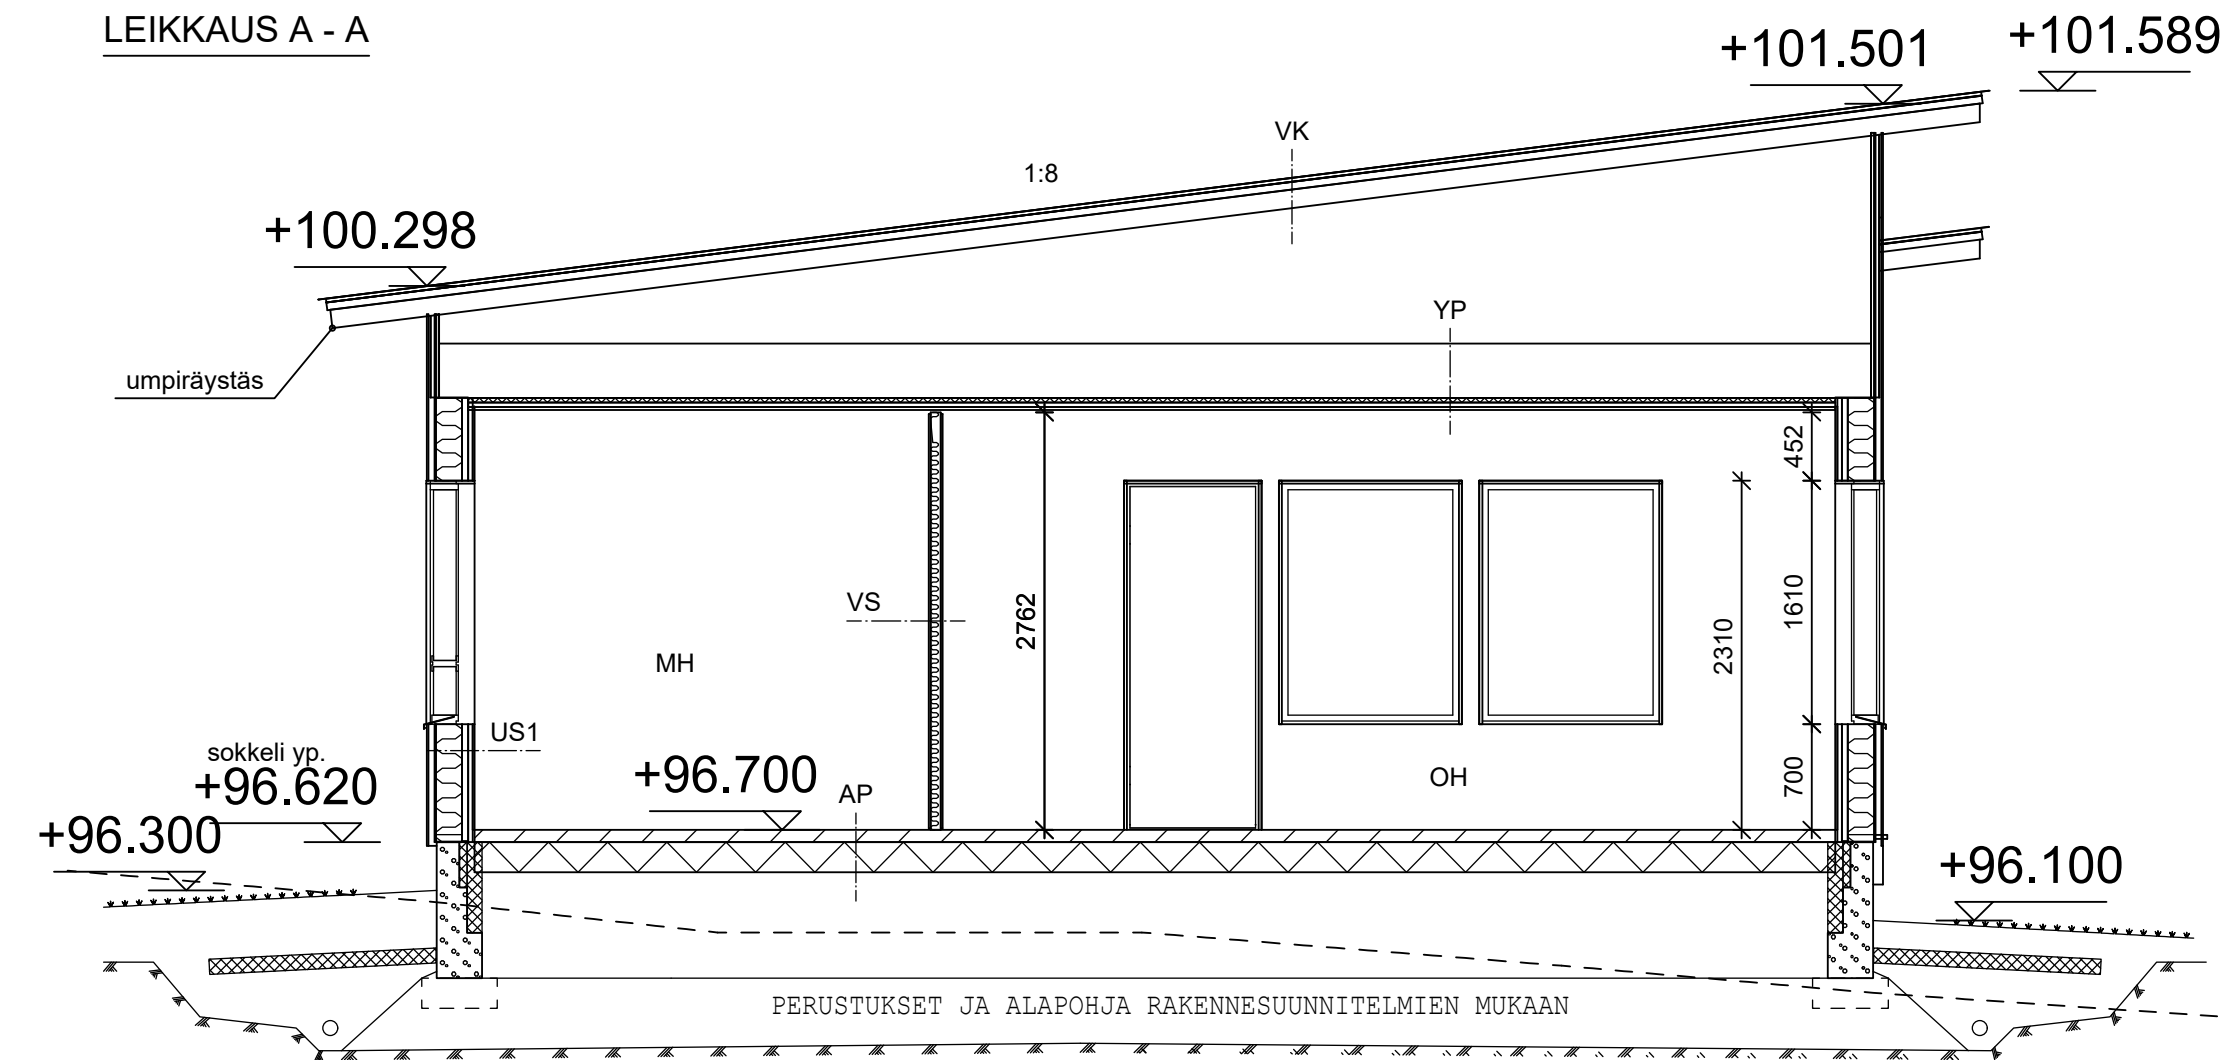 LEIKKAUS A - A
+101.501
+101.589
VK
1:8
+100.298
YP
umpiräystäs
452
VS
2762
1610
2310
MH
US1
sokkeli yp.
+96.620
+96.700
AP
OH
700
+96.300
+96.100
PERUSTUKSET JA ALAPOHJA RAKENNESUUNNITELMIEN MUKAAN